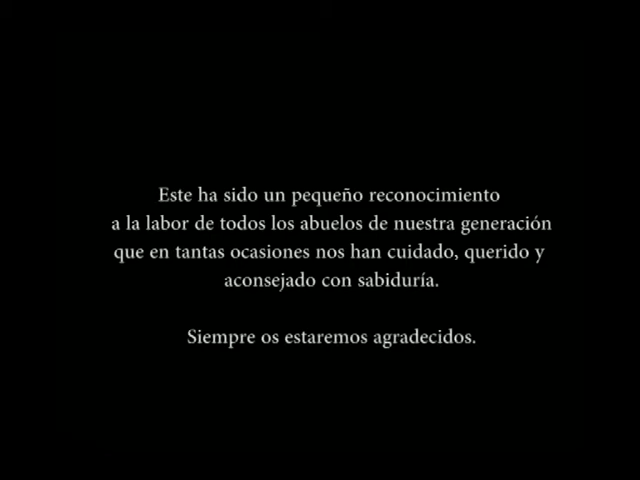 Este ha sido un pequeño reconocimiento
a la labor de todos los abuelos de nuestra generación
que en tantas ocasiones nos han cuidado, querido y
aconsejado con sabiduría.
Siempre os estaremos agradecidos.